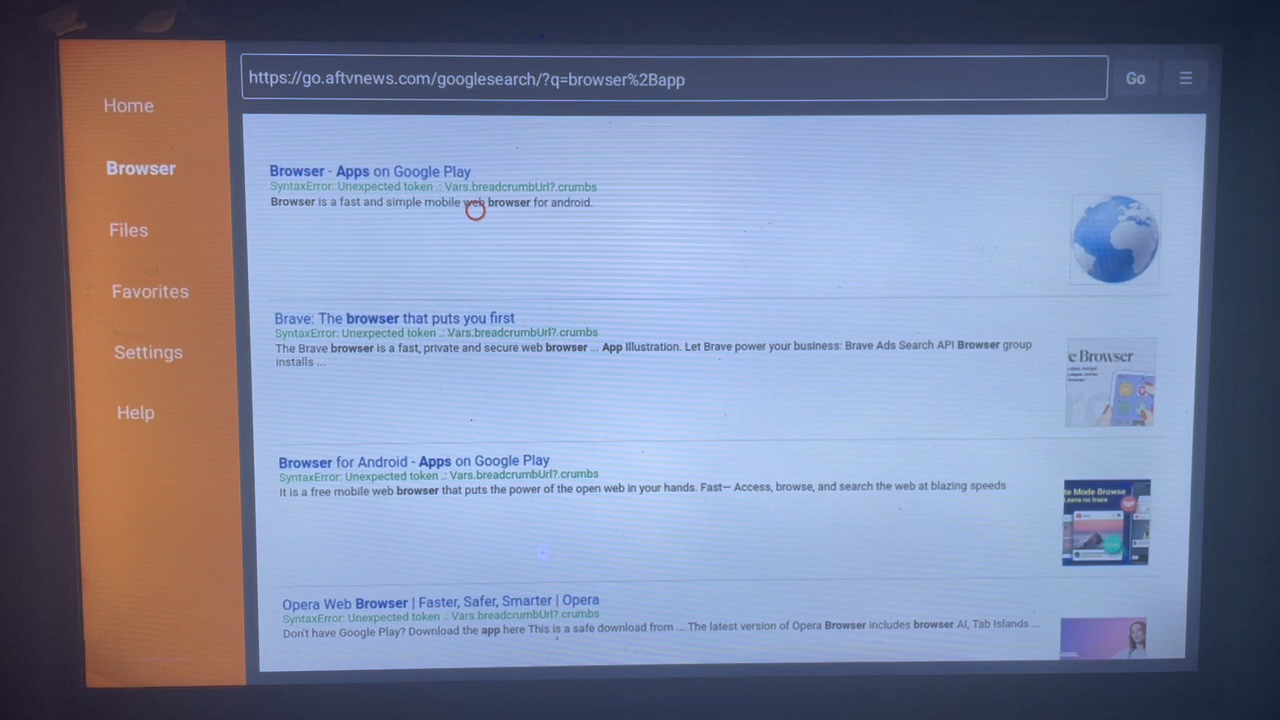 https://go.aftvnews.com/googlesearch/?q=browser%2Bapp
Go
☰
Home
Browser
Files
Favorites
Settings
Help
Browser - Apps on Google Play
SyntaxError: Unexpected token .: Vars.breadcrumbUrl?.crumbs
Browser is a fast and simple mobile web browser for android.
Brave: The browser that puts you first
SyntaxError: Unexpected token .: Vars.breadcrumbUrl?.crumbs
The Brave browser is a fast, private and secure web browser ... App Illustration. Let Brave power your business: Brave Ads Search API Browser group
installs ...
e Browser
Browser for Android - Apps on Google Play
SyntaxError: Unexpected token .: Vars.breadcrumbUrl?.crumbs
It is a free mobile web browser that puts the power of the open web in your hands. Fast— Access, browse, and search the web at blazing speeds
te Mode Browse
Leave no trace
Opera Web Browser | Faster, Safer, Smarter | Opera
SyntaxError: Unexpected token .: Vars.breadcrumbUrl?.crumbs
Don't have Google Play? Download the app here This is a safe download from ... The latest version of Opera Browser includes browser AI, Tab Islands ...